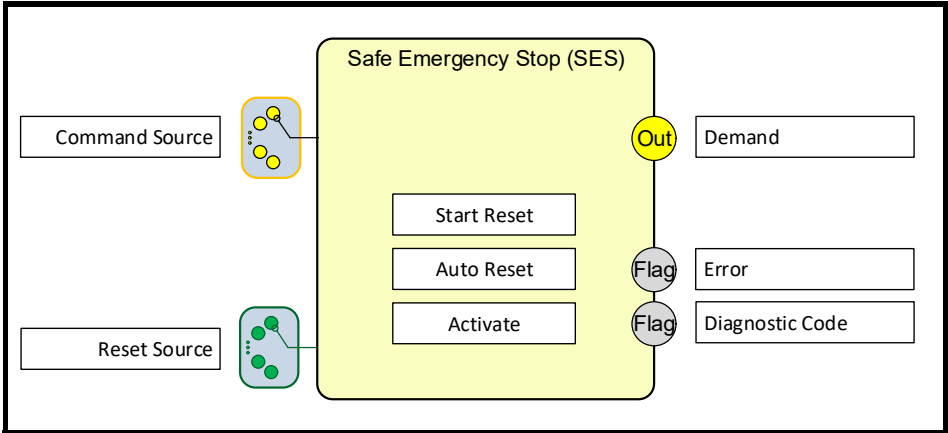 Safe Emergency Stop (SES)
Command Source
Out
Demand
Start Reset
Auto Reset
Flag
Error
Activate
Flag
Diagnostic Code
Reset Source